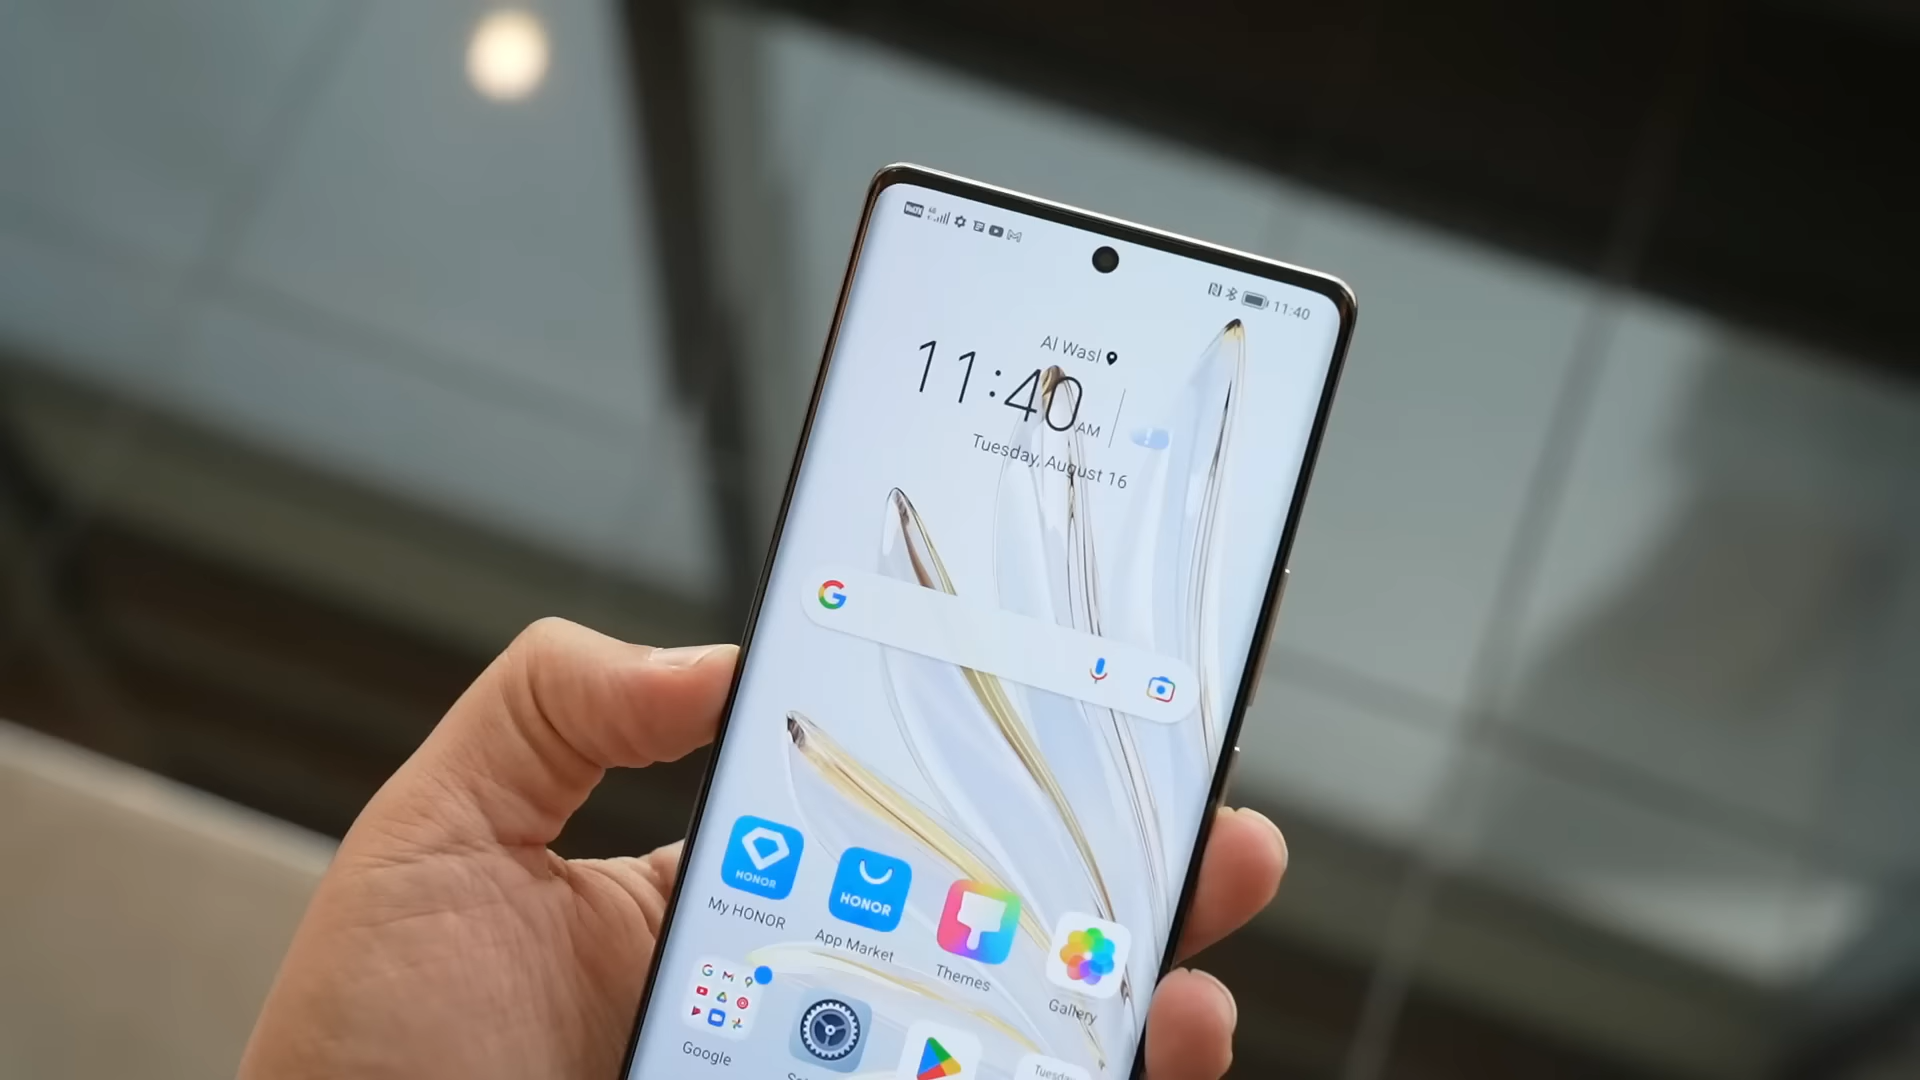 11:40
Al Wasl
11:40 AM
Tuesday, August 16
HONOR
My HONOR
HONOR
App Market
Themes
Gallery
Google
Tuesday